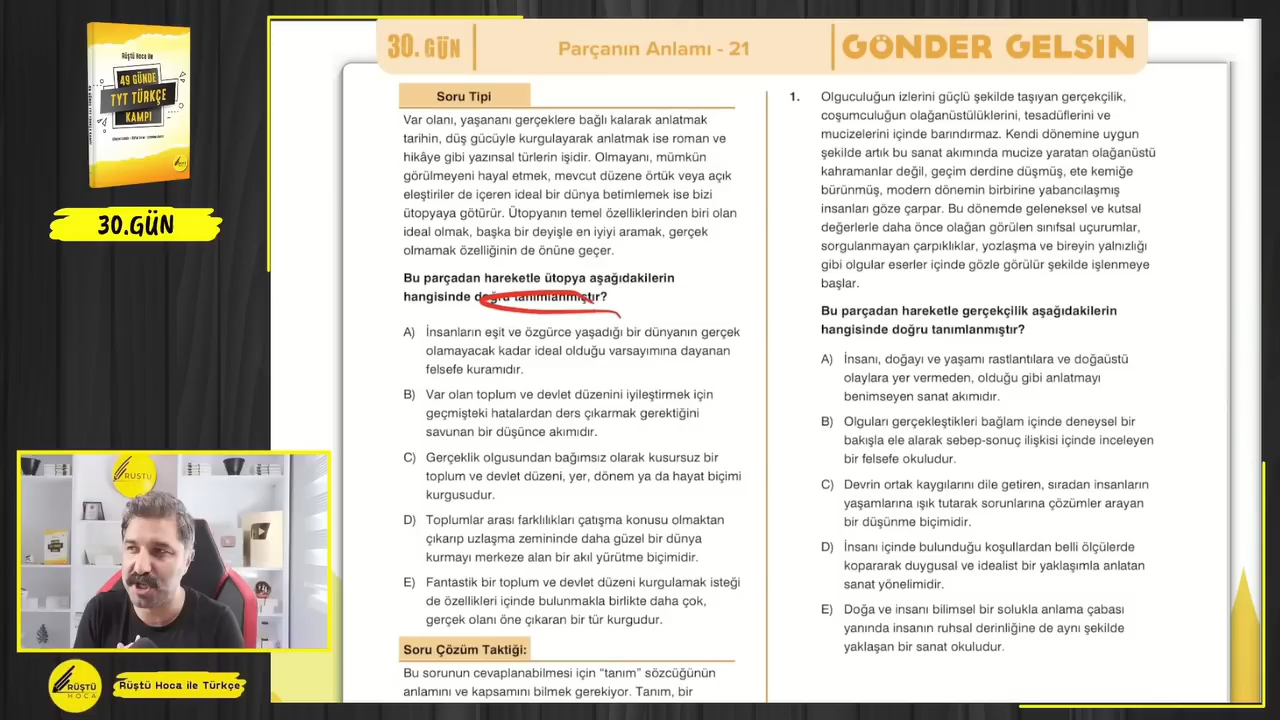 RÜŞTÜ HOCA İLE
49 GÜNDE
TYT TÜRKÇE
KAMPI
30.GÜN
30. GÜN
Parçanın Anlamı - 21
GÖNDER GELSİN
Soru Tipi
Var olanı, yaşananı gerçeklere bağlı kalarak anlatmak
tarihin, düş gücüyle kurgulayarak anlatmak ise roman ve
hikâye gibi yazınsal türlerin işidir. Olmayanı, mümkün
görülmeyeni hayal etmek, mevcut düzene örtük veya açık
eleştiriler de içeren ideal bir dünya betimlemek ise bizi
ütopyaya götürür. Ütopyanın temel özelliklerinden biri olan
ideal olmak, başka bir deyişle en iyiyi aramak, gerçek
olmamak özelliğinin de önüne geçer.
Bu parçadan hareketle ütopya aşağıdakilerin
hangisinde doğru tanımlanmıştır?
A) İnsanların eşit ve özgürce yaşadığı bir dünyanın gerçek
olamayacak kadar ideal olduğu varsayımına dayanan
felsefe kuramıdır.
B) Var olan toplum ve devlet düzenini iyileştirmek için
geçmişteki hatalardan ders çıkarmak gerektiğini
savunan bir düşünce akımıdır.
C) Gerçeklik olgusundan bağımsız olarak kusursuz bir
toplum ve devlet düzeni, yer, dönem ya da hayat biçimi
kurgusudur.
D) Toplumlar arası farklılıkları çatışma konusu olmaktan
çıkarıp uzlaşma zemininde daha güzel bir dünya
kurmayı merkeze alan bir akıl yürütme biçimidir.
E) Fantastik bir toplum ve devlet düzeni kurgulamak isteği
de özellikleri içinde bulunmakla birlikte daha çok,
gerçek olanı öne çıkaran bir tür kurgudur.
Soru Çözüm Taktiği:
Bu sorunun cevaplanabilmesi için “tanım” sözcüğünün
anlamını ve kapsamını bilmek gerekiyor. Tanım, bir
1. Olguculuğun izlerini güçlü şekilde taşıyan gerçekçilik,
coşumculuğun olağanüstülüklerini, tesadüflerini ve
mucizelerini içinde barındırmaz. Kendi dönemine uygun
şekilde artık bu sanat akımında mucize yaratan olağanüstü
kahramanlar değil, geçim derdine düşmüş, ete kemiğe
bürünmüş, modern dönemin birbirine yabancılaşmış
insanları göze çarpar. Bu dönemde geleneksel ve kutsal
değerlerle daha önce olağan görülen sınıfsal uçurumlar,
sorgulanmayan çarpıklıklar, yozlaşma ve bireyin yalnızlığı
gibi olgular eserler içinde gözle görülür şekilde işlenmeye
başlar.
Bu parçadan hareketle gerçekçilik aşağıdakilerin
hangisinde doğru tanımlanmıştır?
A) İnsanı, doğayı ve yaşamı rastlantılara ve doğaüstü
olaylara yer vermeden, olduğu gibi anlatmayı
benimseyen sanat akımıdır.
B) Olguları gerçekleştikleri bağlam içinde deneysel bir
bakışla ele alarak sebep-sonuç ilişkisi içinde inceleyen
bir felsefe okuludur.
C) Devrin ortak kaygılarını dile getiren, sıradan insanların
yaşamlarına ışık tutarak sorunlarına çözümler arayan
bir düşünme biçimidir.
D) İnsanı içinde bulunduğu koşullardan belli ölçülerde
kopararak duygusal ve idealist bir yaklaşımla anlatan
sanat yönelimidir.
E) Doğa ve insanı bilimsel bir solukla anlama çabası
yanında insanın ruhsal derinliğine de aynı şekilde
yaklaşan bir sanat okuludur.
RÜŞTÜ
RÜŞTÜ
HOCA
Rüştü Hoca ile Türkçe